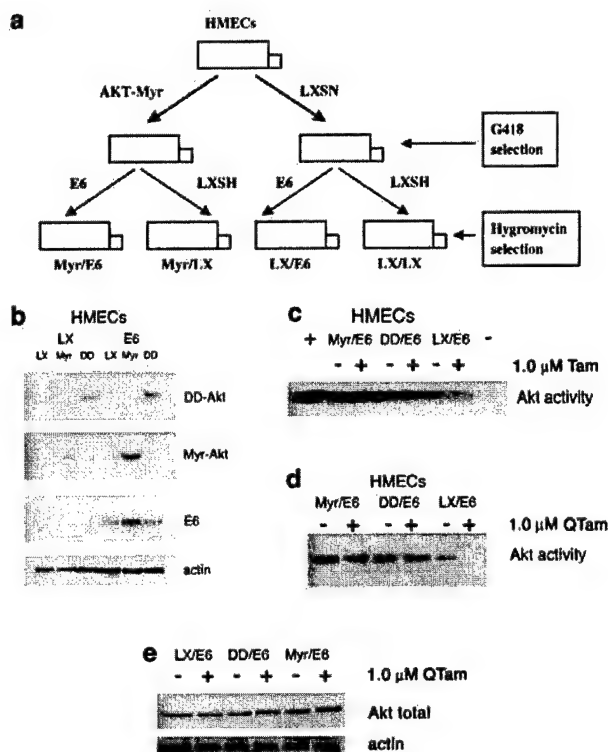 a
HMECs
AKT-Myr LXSN
G418 selection
E6 LXSH E6 LXSH
Hygromycin selection
Myr/E6 Myr/LX LX/E6 LX/LX
b
HMECs
LX E6
LX Myr DD LX Myr DD
DD-Akt
Myr-Akt
E6
actin
c
HMECs
+ Myr/E6 DD/E6 LX/E6 -
- + - + - + 1.0 μM Tam
Akt activity
d
HMECs
Myr/E6 DD/E6 LX/E6
- + - + - + 1.0 μM QTam
Akt activity
e
LX/E6 DD/E6 Myr/E6
- + - + - + 1.0 μM QTam
Akt total
actin